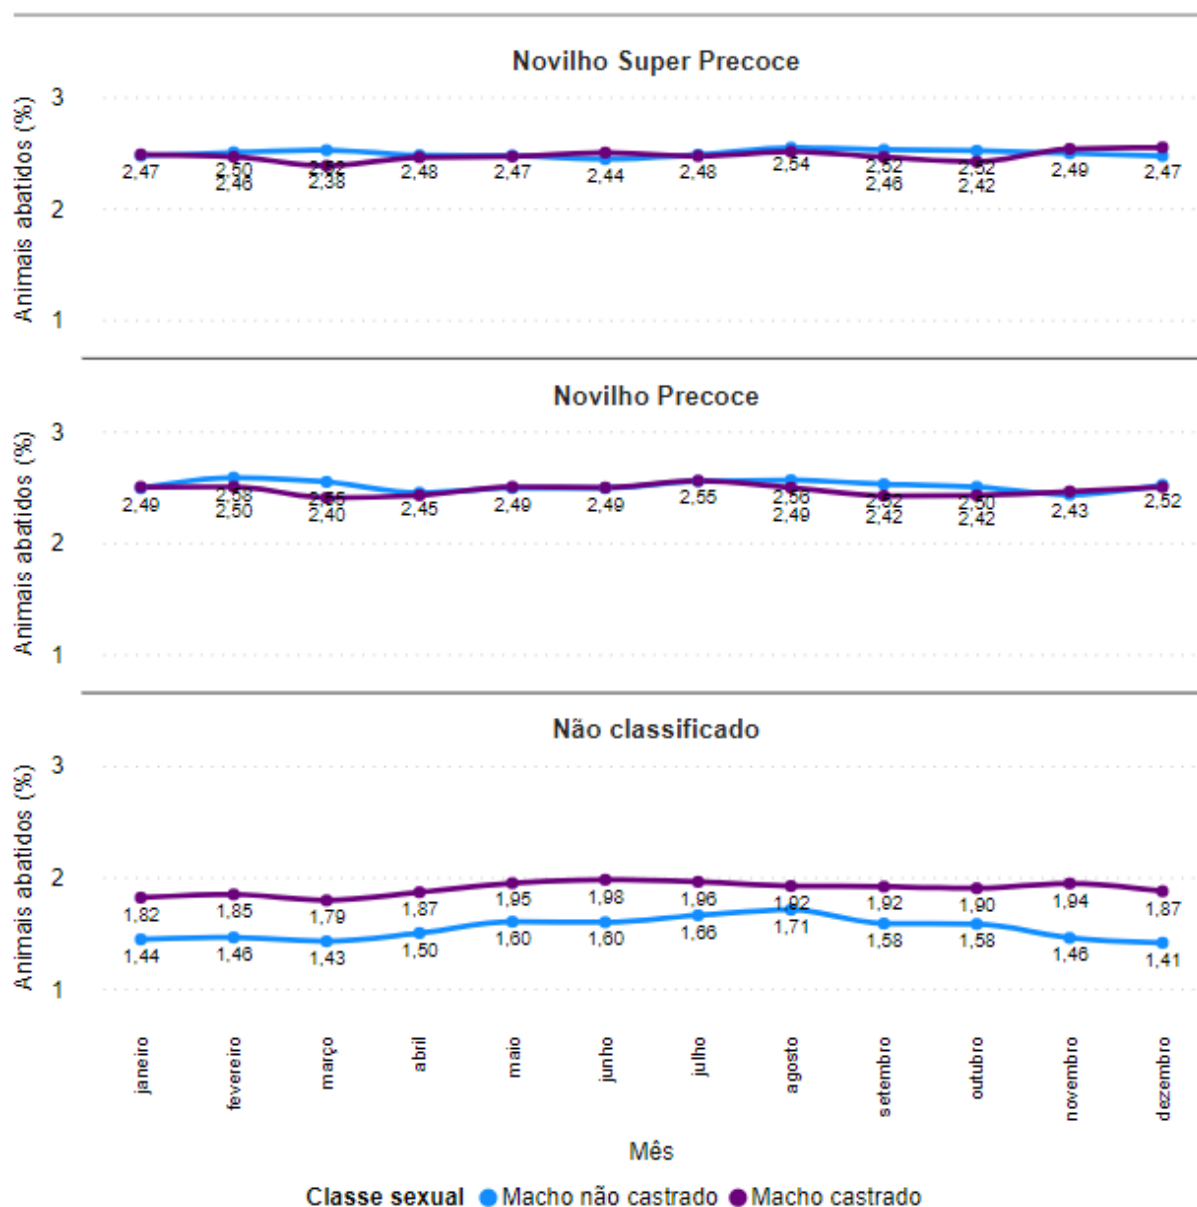 Novilho Super Precoce
Animais abatidos (%)
3
2
1
2,47 2,50 2,52 2,48 2,47 2,44 2,48 2,54 2,52 2,52 2,49 2,47
2,46 2,38 2,46 2,42
Novilho Precoce
Animais abatidos (%)
3
2
1
2,49 2,58 2,55 2,45 2,49 2,49 2,55 2,56 2,52 2,50 2,43 2,52
2,50 2,40 2,49 2,42 2,42
Não classificado
Animais abatidos (%)
3
2
1
1,82 1,85 1,79 1,87 1,95 1,98 1,96 1,92 1,92 1,90 1,94 1,87
1,44 1,46 1,43 1,50 1,60 1,60 1,66 1,71 1,58 1,58 1,46 1,41
janeiro fevereiro março abril maio junho julho agosto setembro outubro novembro dezembro
Mês
Classe sexual Macho não castrado Macho castrado